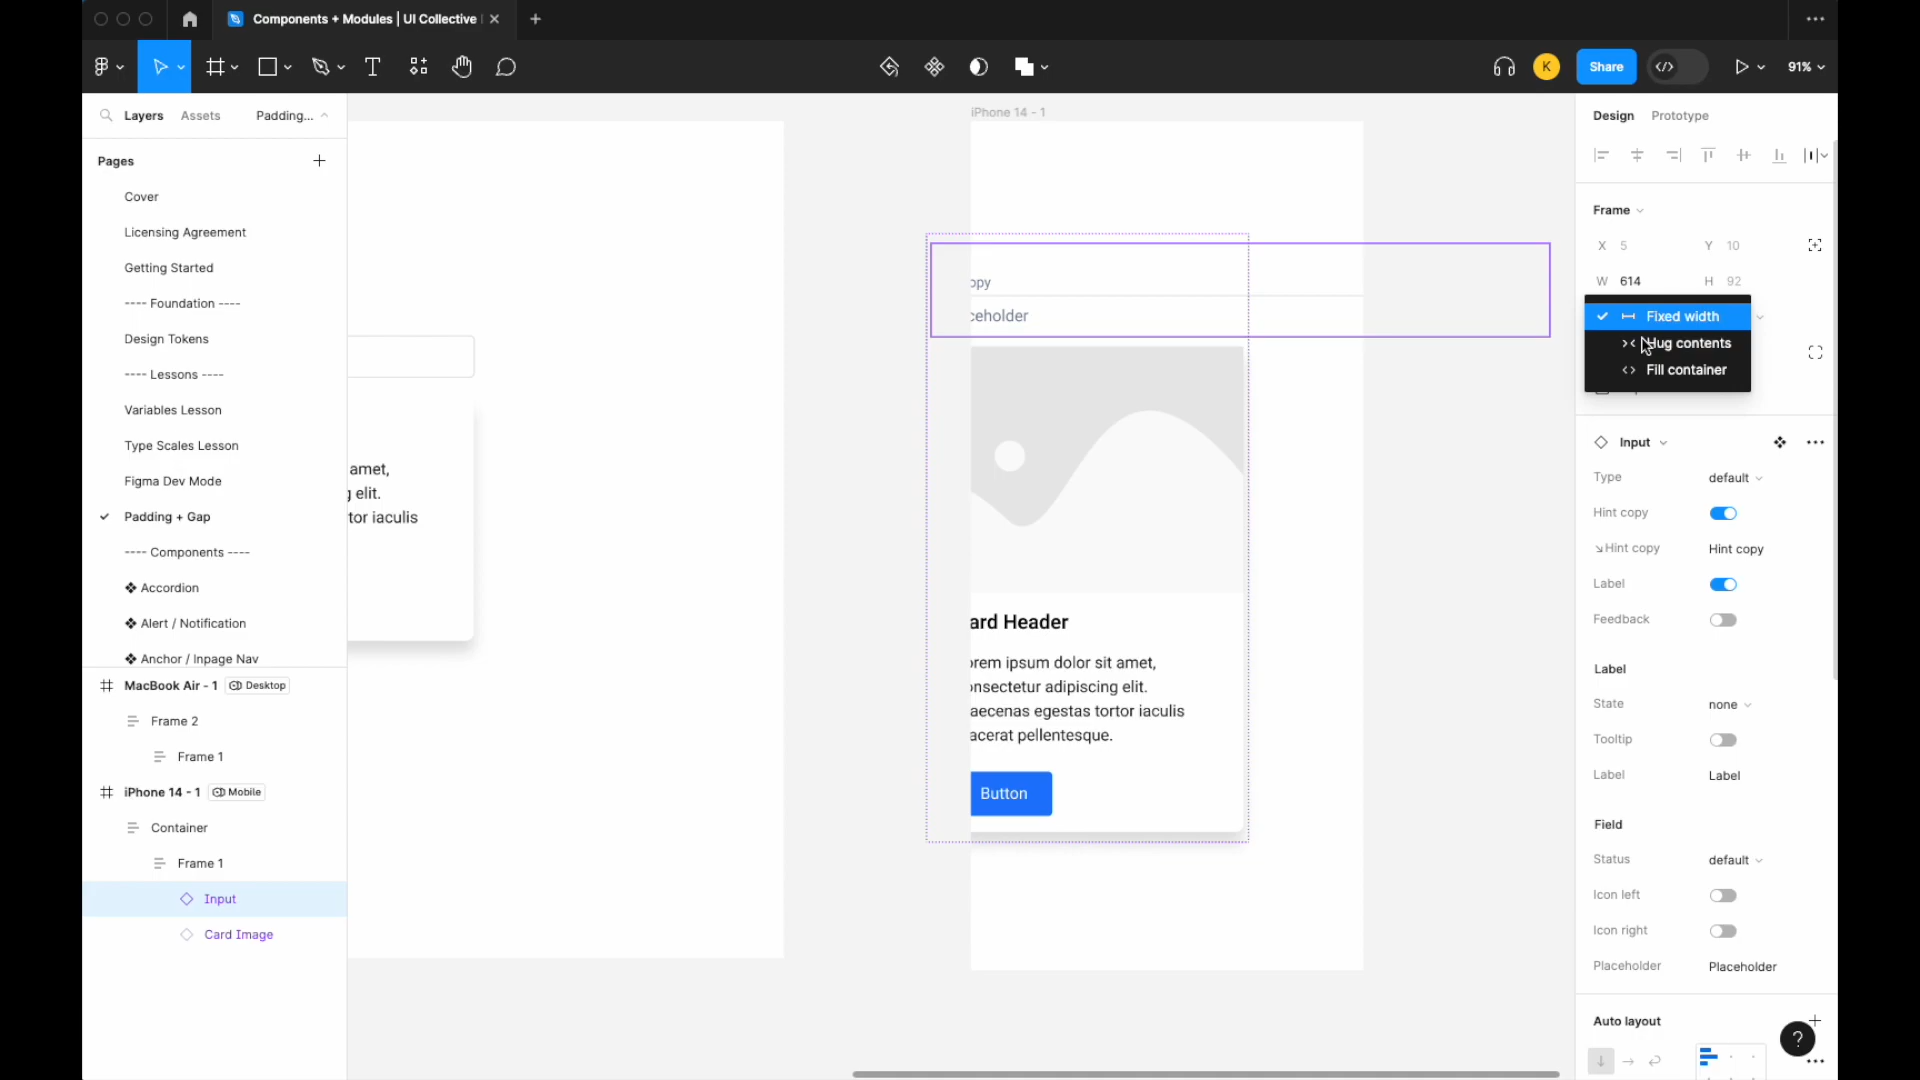 Components + Modules | UI Collective
K
Share
91%
Layers
Assets
Padding...
Pages
Cover
Licensing Agreement
Getting Started
---- Foundation ----
Design Tokens
---- Lessons ----
Variables Lesson
Type Scales Lesson
Figma Dev Mode
Padding + Gap
---- Components ----
Accordion
Alert / Notification
Anchor / Inpage Nav
MacBook Air - 1
Desktop
Frame 2
Frame 1
iPhone 14 - 1
Mobile
Container
Frame 1
Input
Card Image
amet,
g elit.
tor iaculis
iPhone 14 - 1
opy
ceholder
ard Header
orem ipsum dolor sit amet,
onsectetur adipiscing elit.
aecenas egestas tortor iaculis
acerat pellentesque.
Button
Design
Prototype
Frame
X 5
Y 10
W 614
H 92
Fixed width
Hug contents
Fill container
Input
Type
default
Hint copy
Hint copy
Hint copy
Label
Feedback
Label
State
none
Tooltip
Label
Label
Field
Status
default
Icon left
Icon right
Placeholder
Placeholder
Auto layout
?